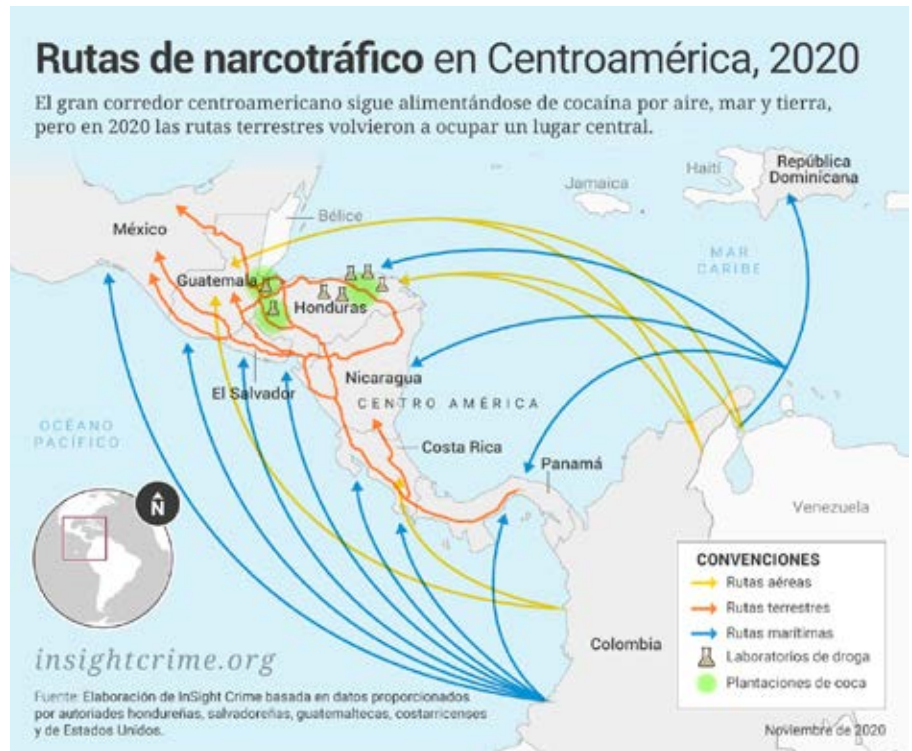 Rutas de narcotráfico en Centroamérica, 2020
El gran corredor centroamericano sigue alimentándose de cocaína por aire, mar y tierra,
pero en 2020 las rutas terrestres volvieron a ocupar un lugar central.
República
Dominicana
Haití
Jamaica
Bélice
México
MAR
CARIBE
Guatemala
Honduras
El Salvador
Nicaragua
CENTRO AMÉRICA
OCÉANO
PACÍFICO
Costa Rica
Panamá
N
Venezuela
Colombia
CONVENCIONES
Rutas aéreas
Rutas terrestres
Rutas marítimas
Laboratorios de droga
Plantaciones de coca
insightcrime.org
Fuente: Elaboración de InSight Crime basada en datos proporcionados
por autoriades hondureñas, salvadoreñas, guatemaltecas, costarricenses
y de Estados Unidos.
Noviembre de 2020